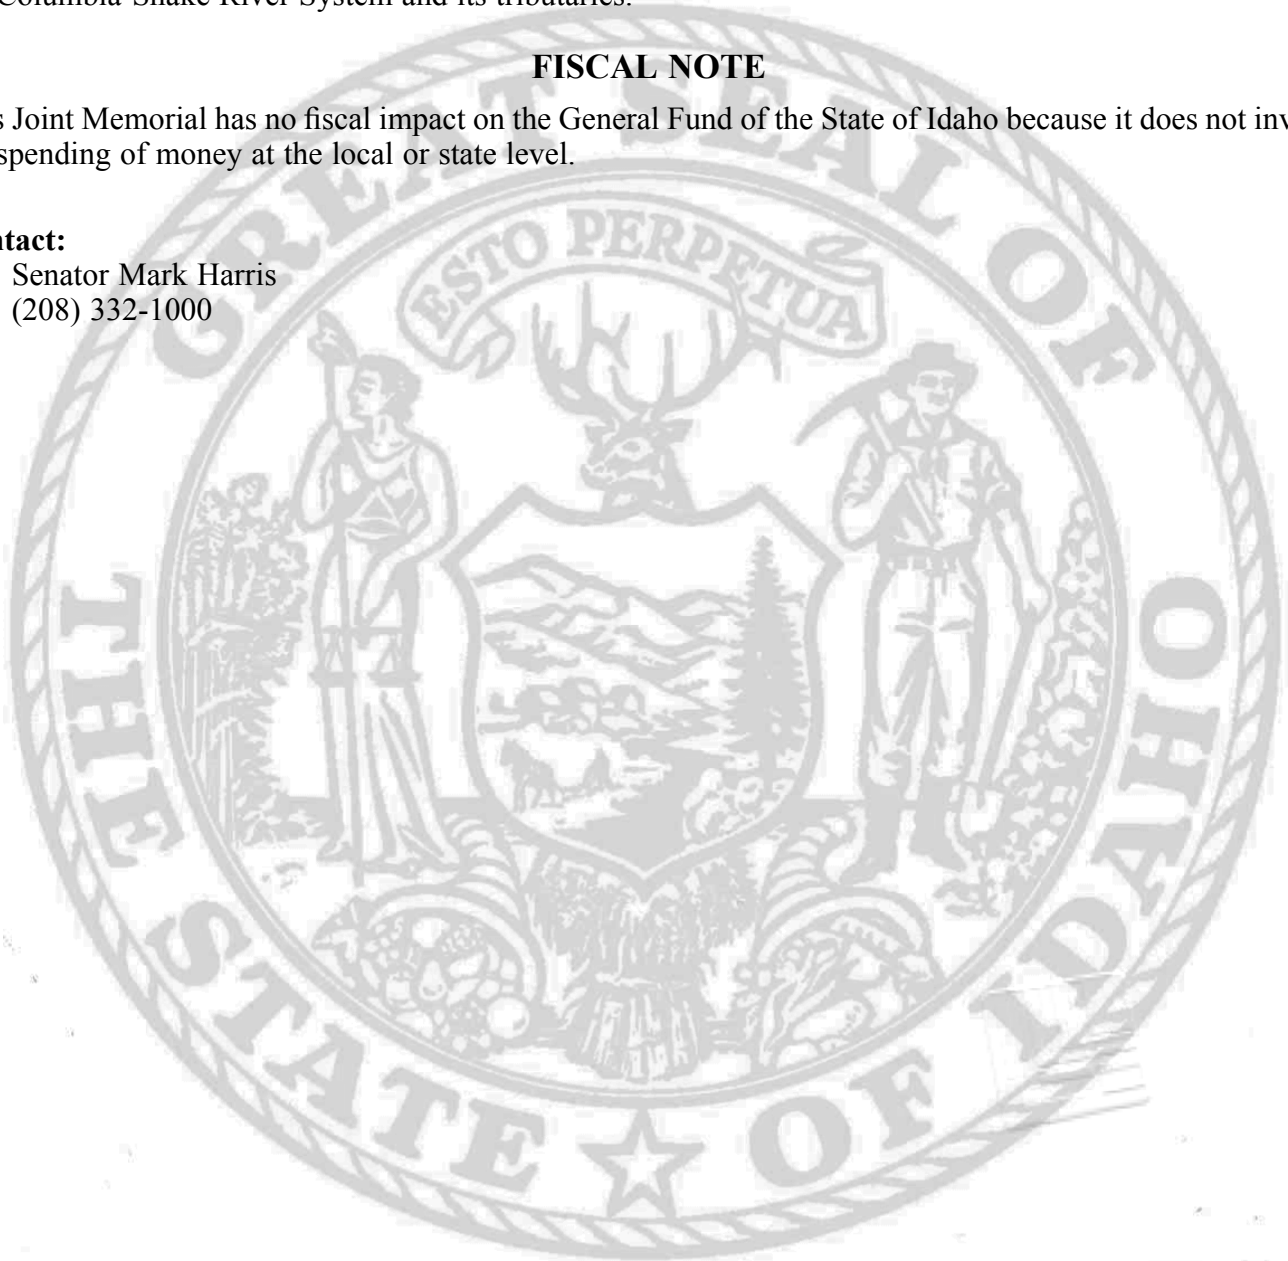 Columbia-Snake River System and its tributaries.
FISCAL NOTE
s Joint Memorial has no fiscal impact on the General Fund of the State of Idaho because it does not inv
spending of money at the local or state level.
ntact:
Senator Mark Harris
(208) 332-1000
GREAT SEAL OF
THE STATE OF IDAHO
ESTO PERPETUA